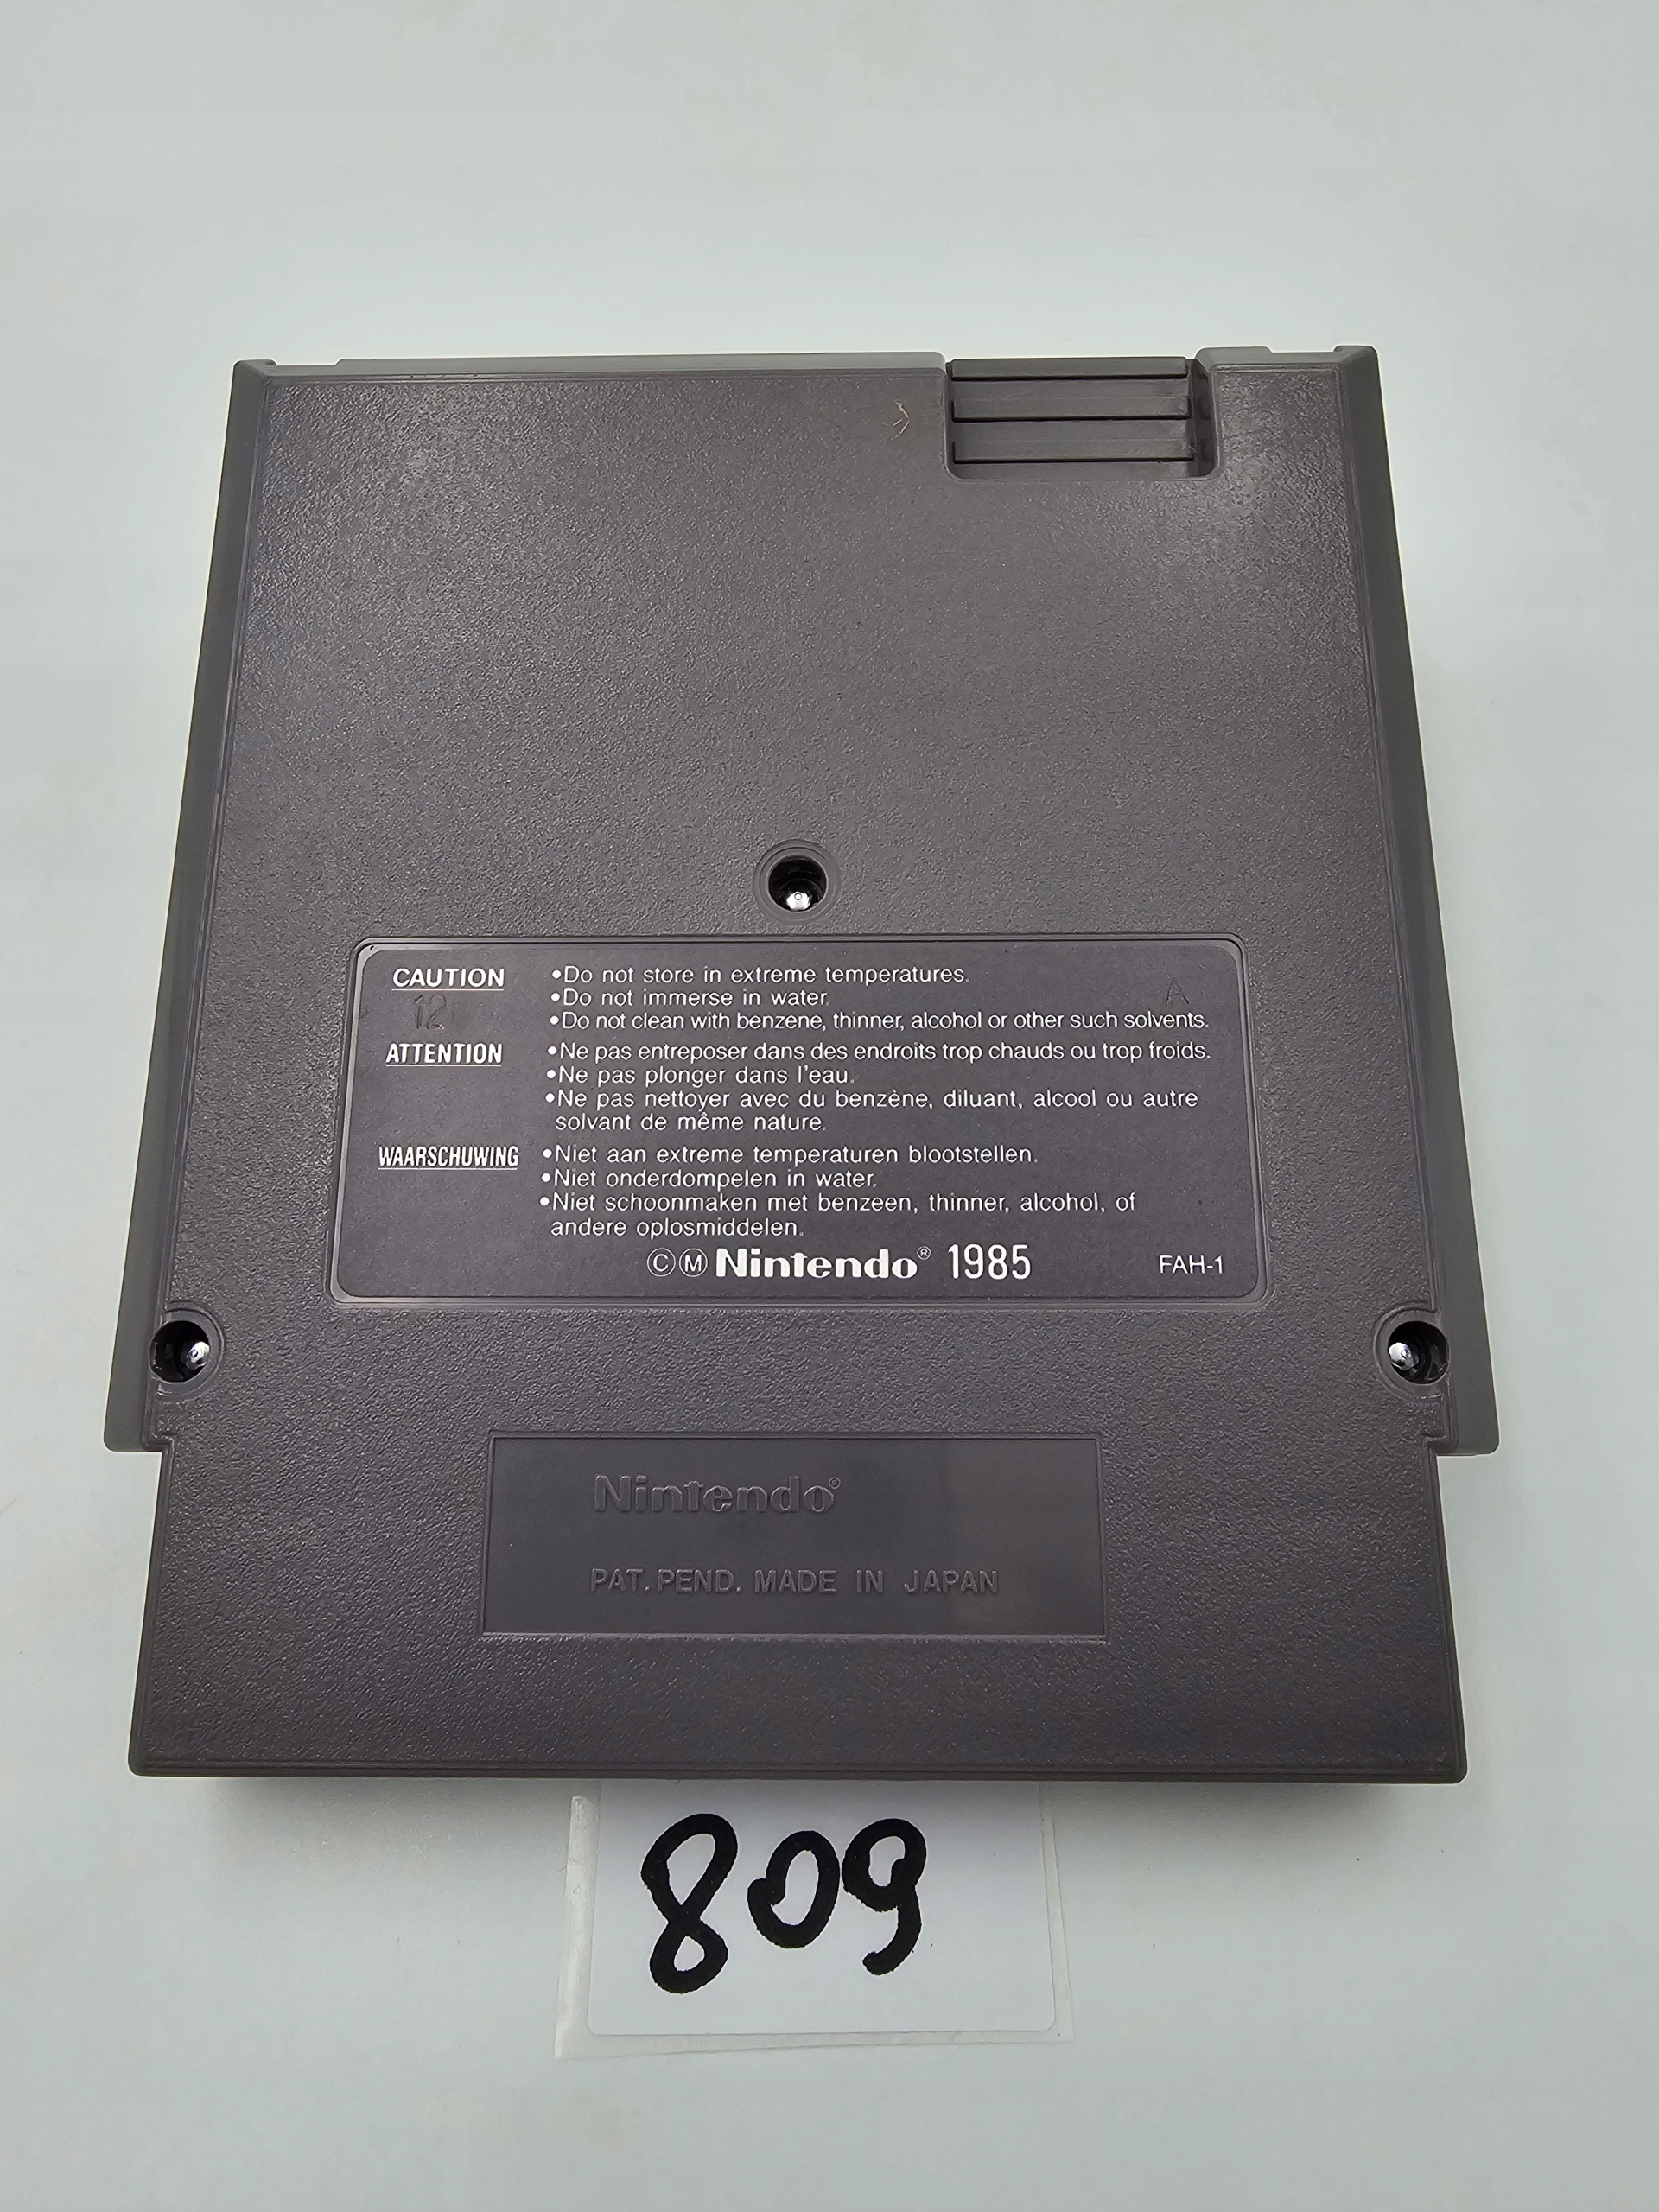 CAUTION •Do not store in extreme temperatures.
12 •Do not immerse in water. A
•Do not clean with benzene, thinner, alcohol or other such solvents.
ATTENTION •Ne pas entreposer dans des endroits trop chauds ou trop froids.
•Ne pas plonger dans l'eau.
•Ne pas nettoyer avec du benzène, diluant, alcool ou autre
solvant de même nature.
WAARSCHUWING •Niet aan extreme temperaturen blootstellen.
•Niet onderdompelen in water.
•Niet schoonmaken met benzeen, thinner, alcohol, of
andere oplosmiddelen.
ⒸⓂ Nintendo® 1985 FAH-1
Nintendo®
PAT. PEND. MADE IN JAPAN
809